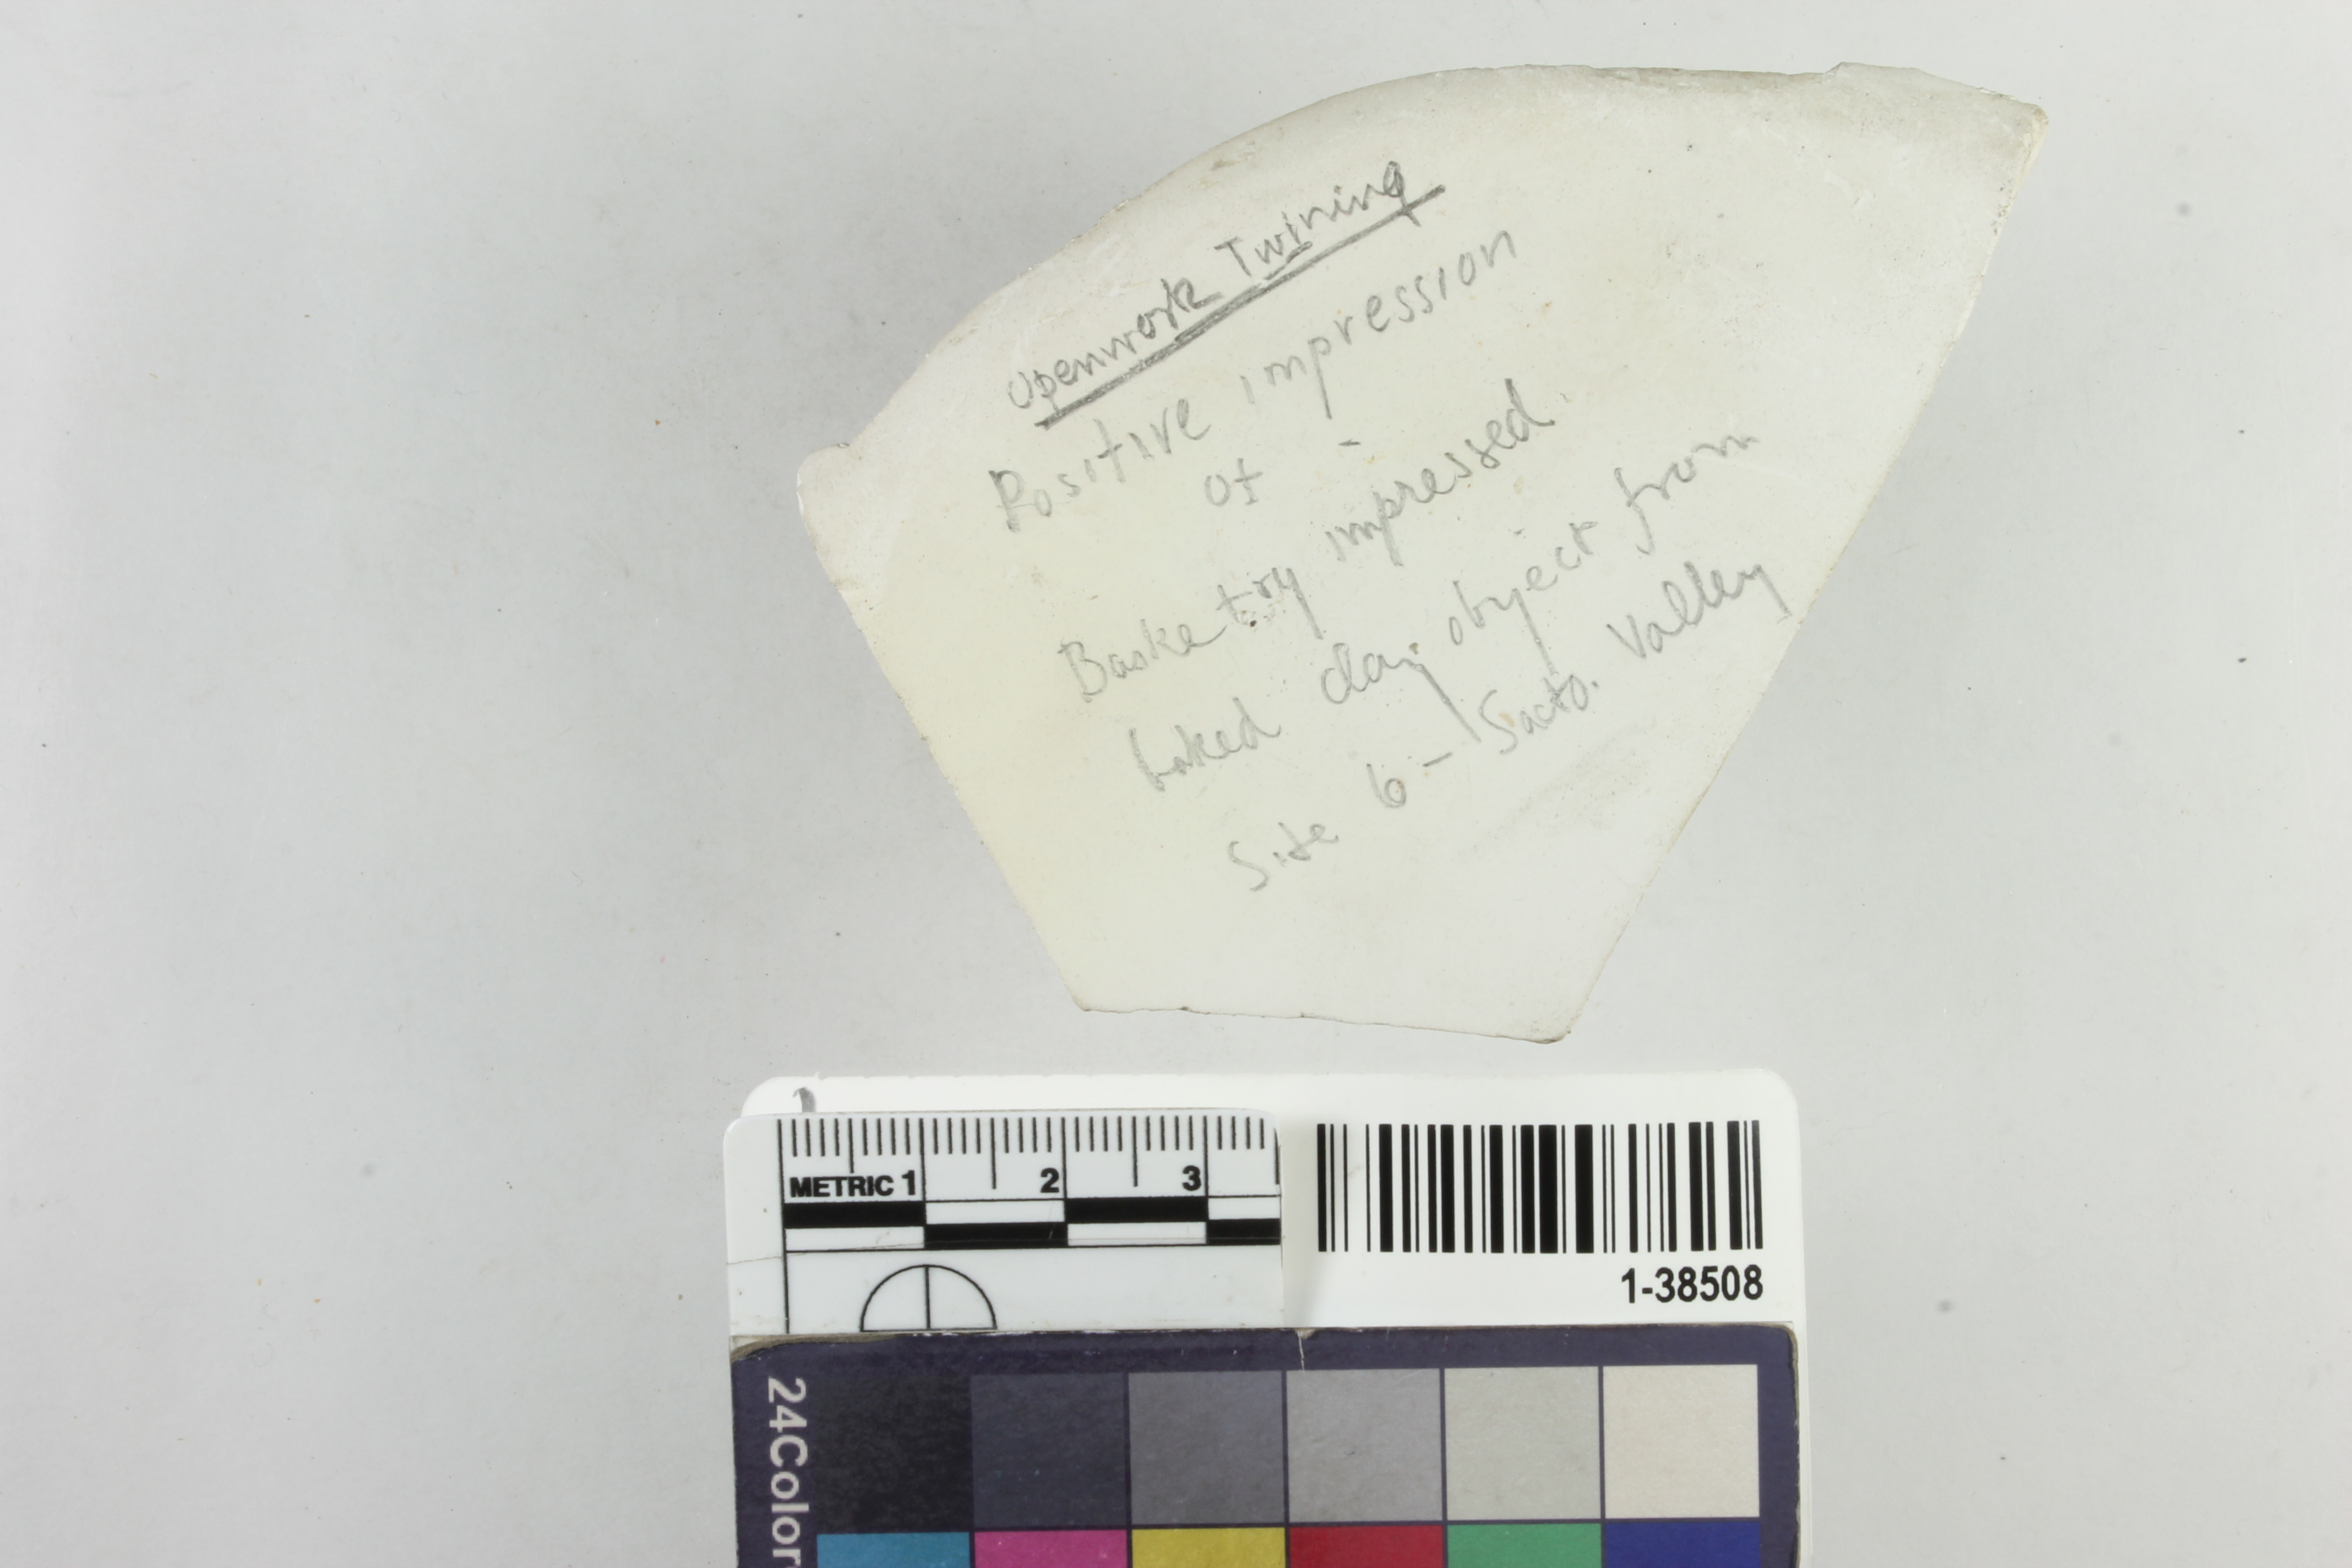 Openwork Twining
Positive impression
of
Basketry impressed
baked clay object from
Site 6 - Sacto. Valley
METRIC 1 2 3
1-38508
24Color